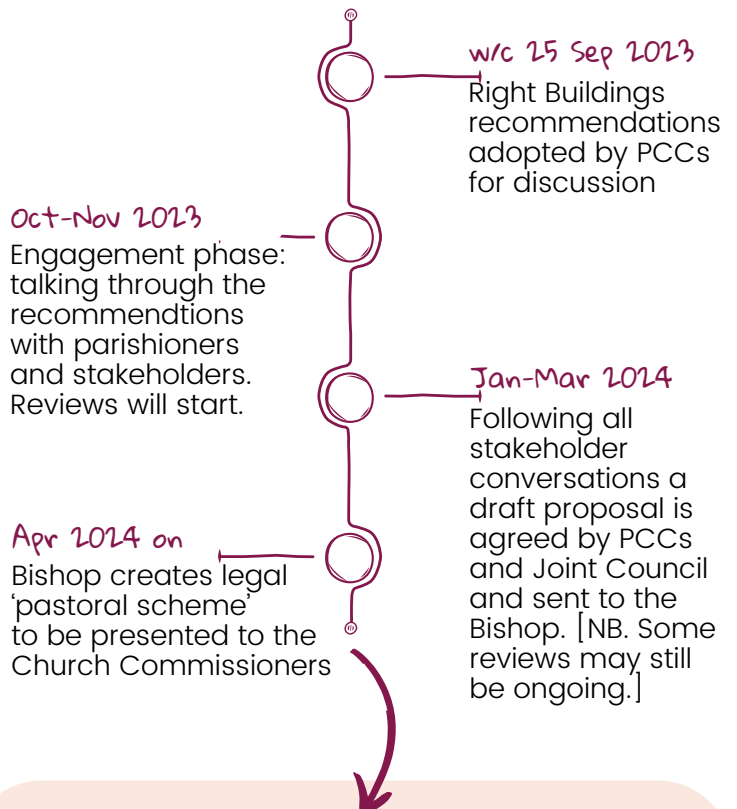 w/c 25 Sep 2023
Right Buildings
recommendations
adopted by PCCs
for discussion
Oct-Nov 2023
Engagement phase:
talking through the
recommendtions
with parishioners
and stakeholders.
Reviews will start.
Jan-Mar 2024
Following all
stakeholder
conversations a
draft proposal is
agreed by PCCs
and Joint Council
and sent to the
Bishop. [NB. Some
reviews may still
be ongoing.]
Apr 2024 on
Bishop creates legal
‘pastoral scheme’
to be presented to the
Church Commissioners